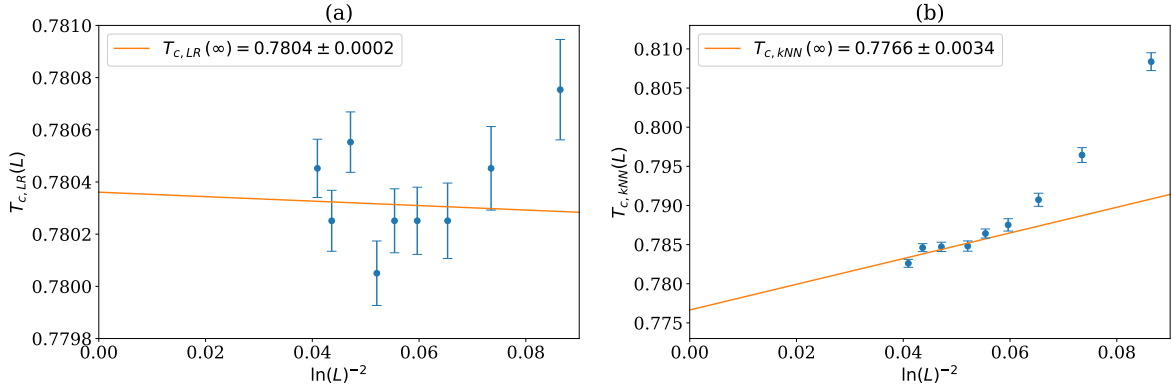 (a)
T_{c,LR}(∞) = 0.7804 ± 0.0002
0.7810
0.7808
0.7806
0.7804
0.7802
0.7800
0.7798
T_{c,LR}(L)
0.00 0.02 0.04 0.06 0.08
ln(L)^{-2}
(b)
T_{c,kNN}(∞) = 0.7766 ± 0.0034
0.810
0.805
0.800
0.795
0.790
0.785
0.780
0.775
T_{c,kNN}(L)
0.00 0.02 0.04 0.06 0.08
ln(L)^{-2}